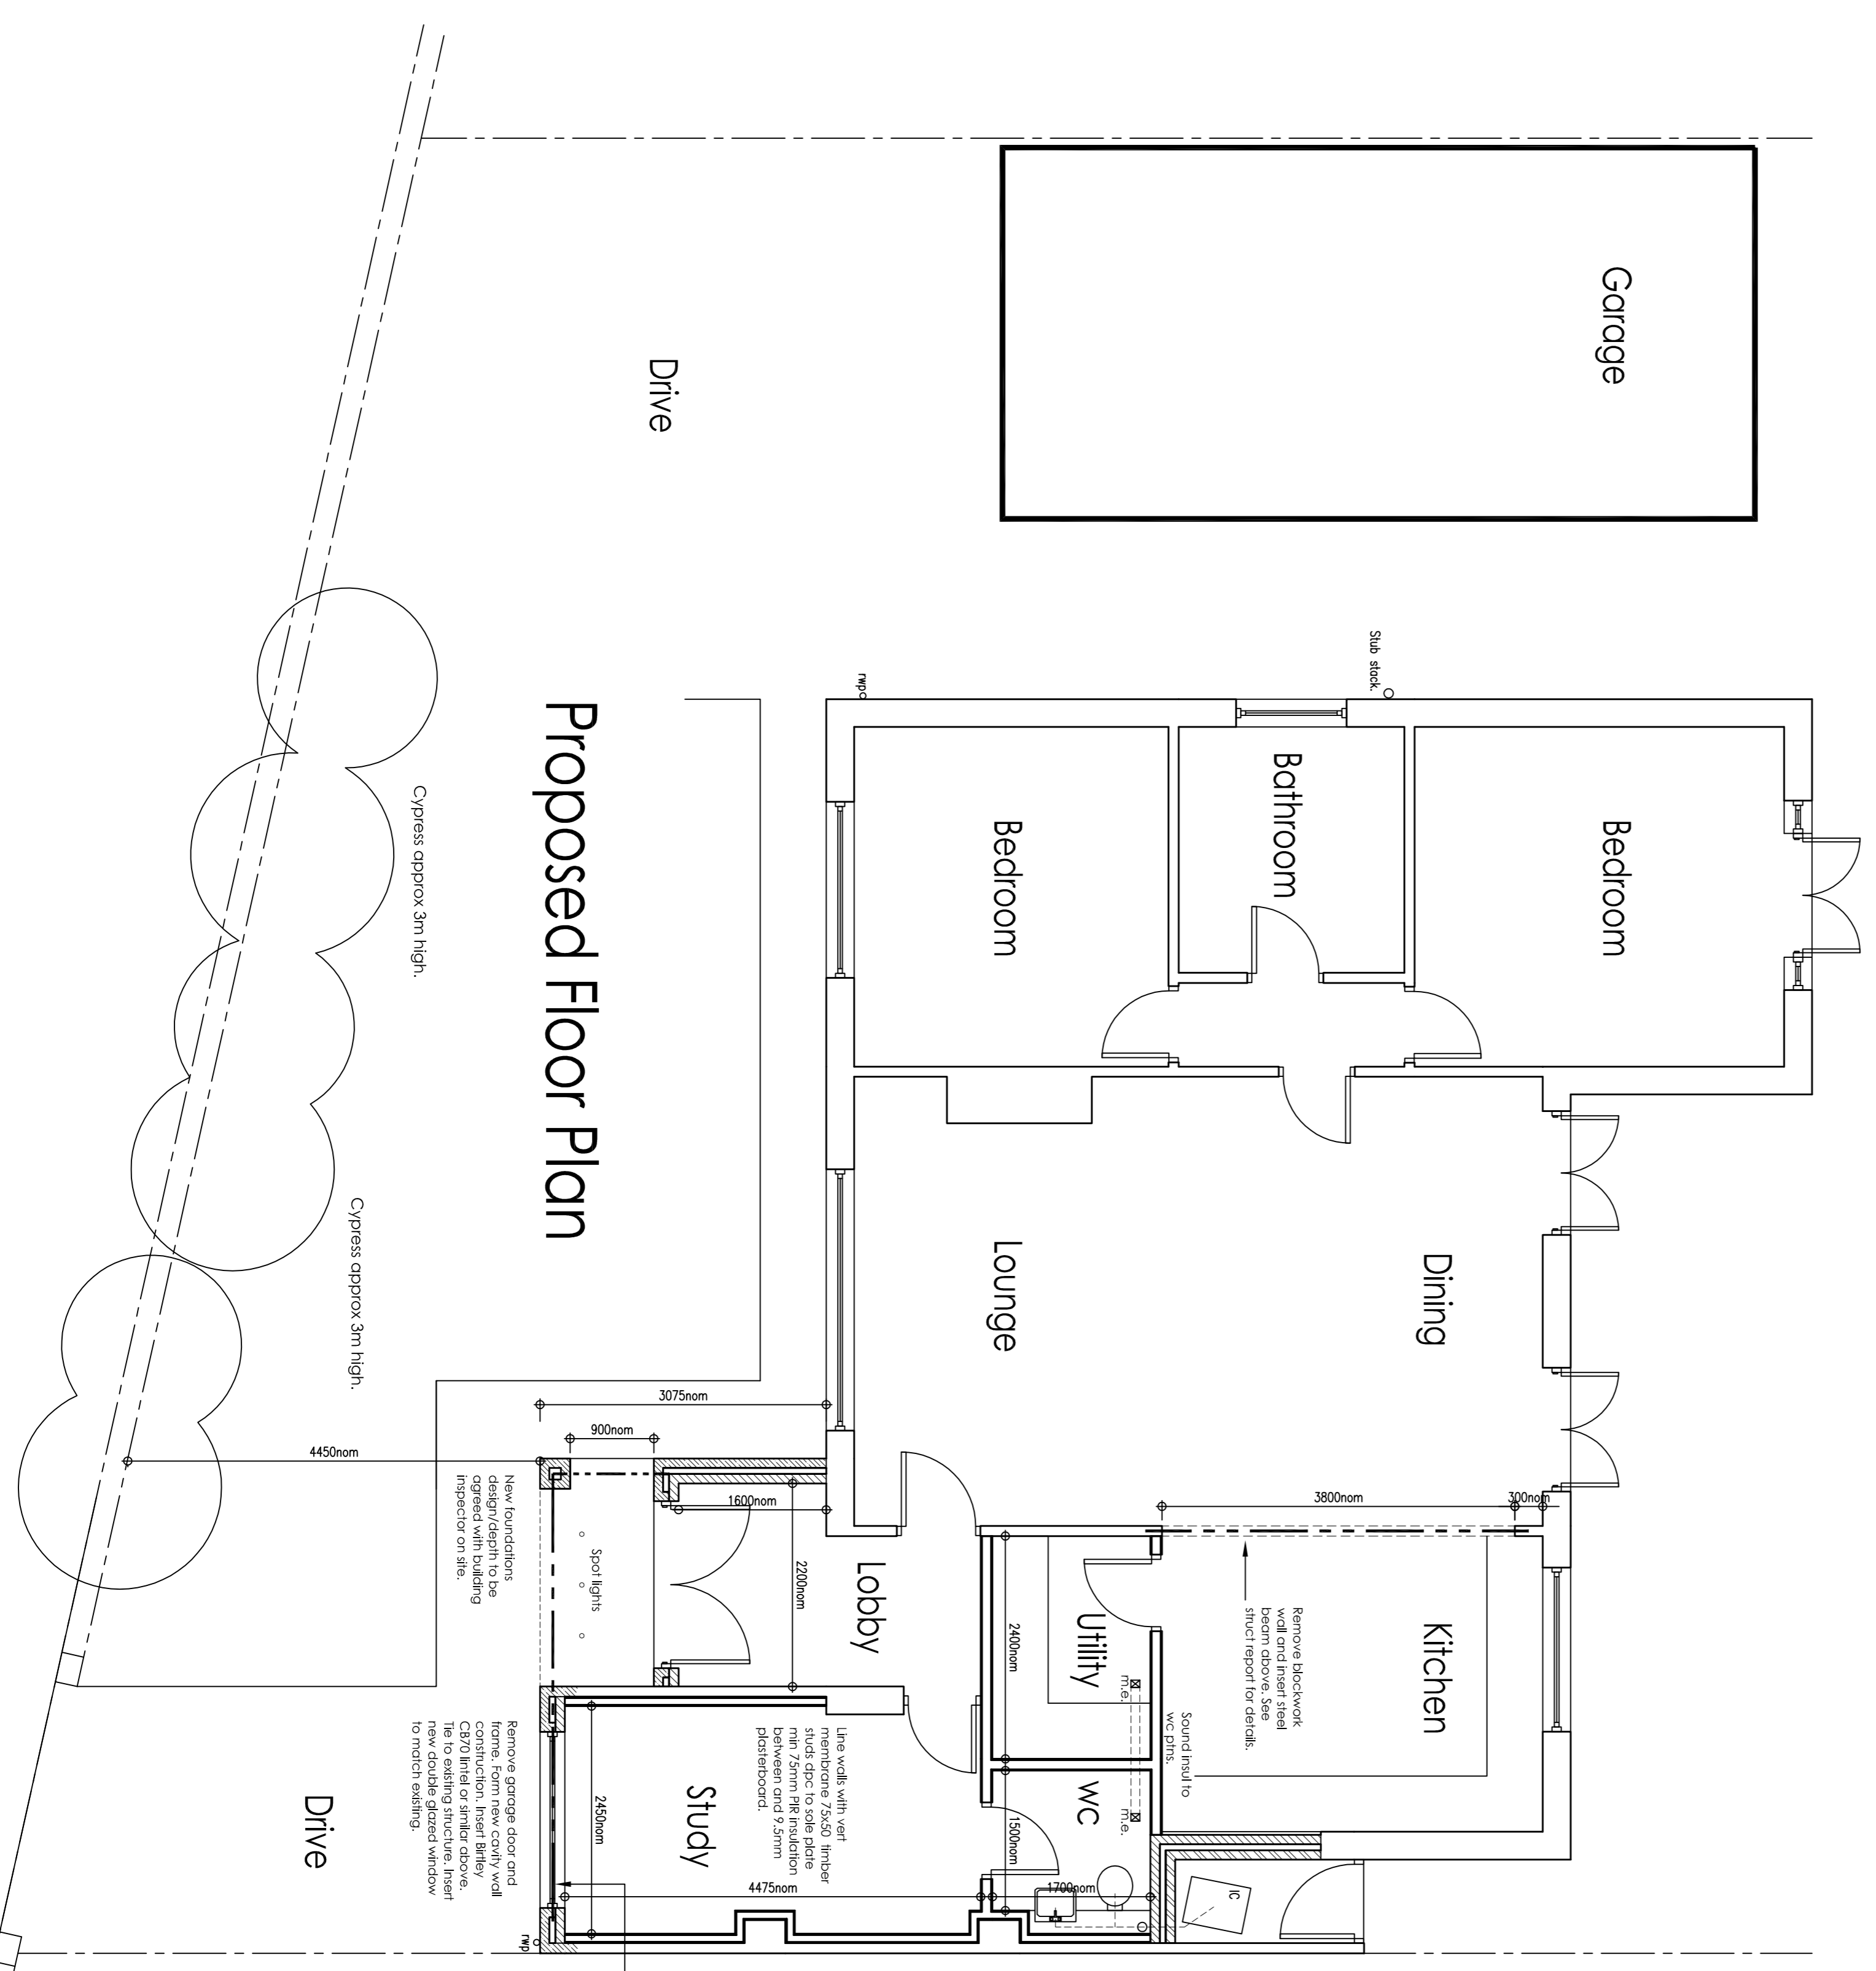 Garage
Drive
Stub stack.
rwp
Bedroom
Bathroom
Bedroom
Proposed Floor Plan
Cypress approx 3m high.
Dining
Lounge
Cypress approx 3m high.
3075nom
900nom
4450nom
1600nom
3800nom
300nom
New foundations
design/depth to be
agreed with building
inspector on site.
Spot lights
2200nom
Lobby
2400nom
Utility
m.e.
m.e.
Remove blockwork
wall and insert steel
beam above. See
struct report for details.
Kitchen
Sound insul to
wc ptns.
WC
1500nom
1700nom
IC
Line walls with vert
membrane 75x50 timber
studs dpc to sole plate
min 75mm PIR insulation
between and 9.5mm
plasterboard.
Study
2450nom
4475nom
Remove garage door and
frame. Form new cavity wall
construction. Insert Birtley
CB70 lintel or similar above.
Tie to existing structure. Insert
new double glazed window
to match existing.
Drive
rwp